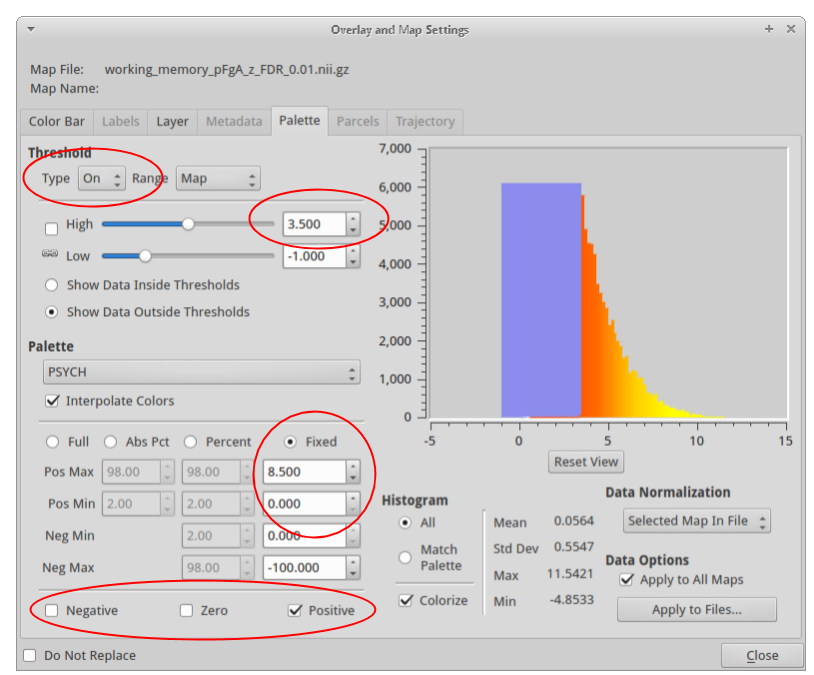 Overlay and Map Settings
Map File: working_memory_pFgA_z_FDR_0.01.nii.gz
Map Name:
Color Bar Labels Layer Metadata Palette Parcels Trajectory
Threshold
Type On Range Map
High 3.500
Low -1.000
Show Data Inside Thresholds
Show Data Outside Thresholds
Palette
PSYCH
Interpolate Colors
Full Abs Pct Percent Fixed
Pos Max 98.00 98.00 8.500
Pos Min 2.00 2.00 0.000
Neg Min 2.00 0.000
Neg Max 98.00 -100.000
Negative Zero Positive
7,000
6,000
5,000
4,000
3,000
2,000
1,000
0
-5 0 5 10 15
Reset View
Histogram
All
Match
Palette
Colorize
Mean 0.0564
Std Dev 0.5547
Max 11.5421
Min -4.8533
Data Normalization
Selected Map In File
Data Options
Apply to All Maps
Apply to Files...
Do Not Replace
Close